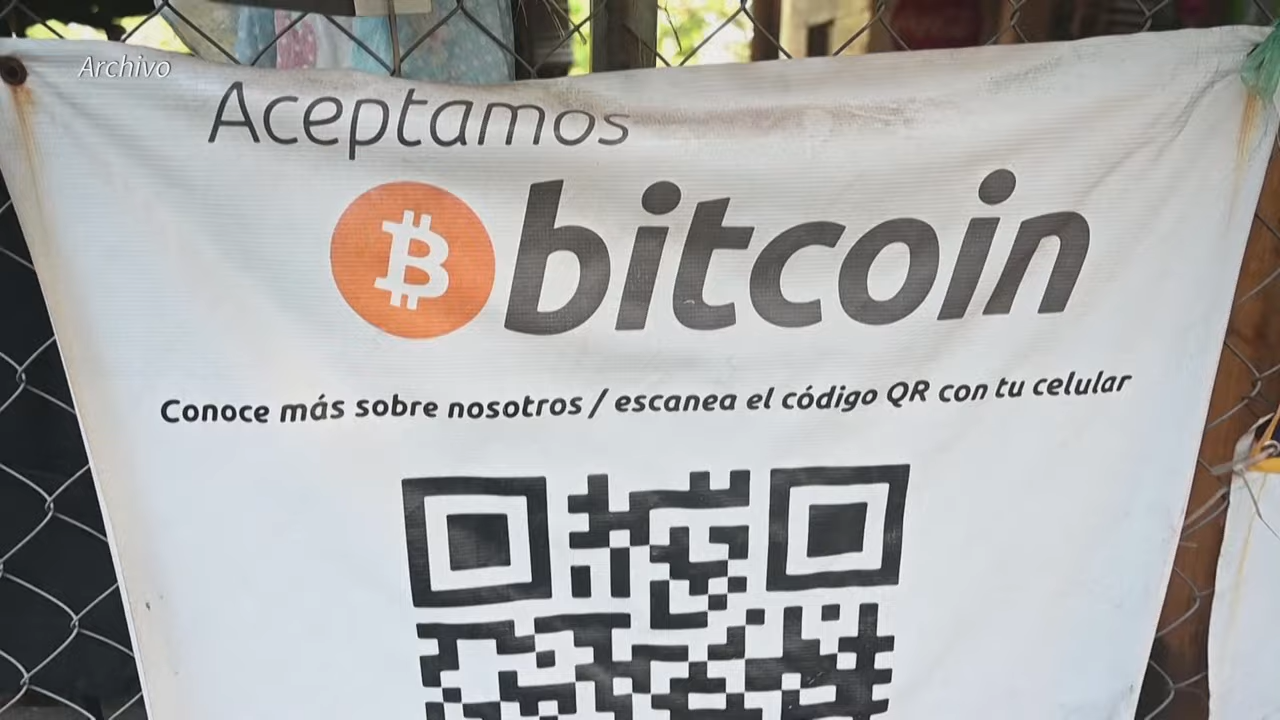 Archivo
Aceptamos
bitcoin
Conoce más sobre nosotros / escanea el código QR con tu celular